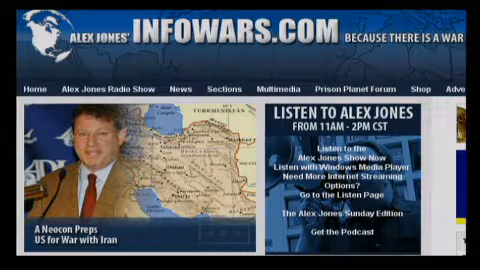 ALEX JONES' INFOWARS.COM BECAUSE THERE IS A WAR
Home Alex Jones Radio Show News Sections Multimedia Prison Planet Forum Shop Adve
TURKMENISTAN
A Neocon Preps
US for War with Iran
LISTEN TO ALEX JONES
FROM 11AM - 2PM CST
Listen to the
Alex Jones Show Now
Listen with Windows Media Player
Need More Internet Streaming
Options?
Go to the Listen Page
The Alex Jones Sunday Edition
Get the Podcast